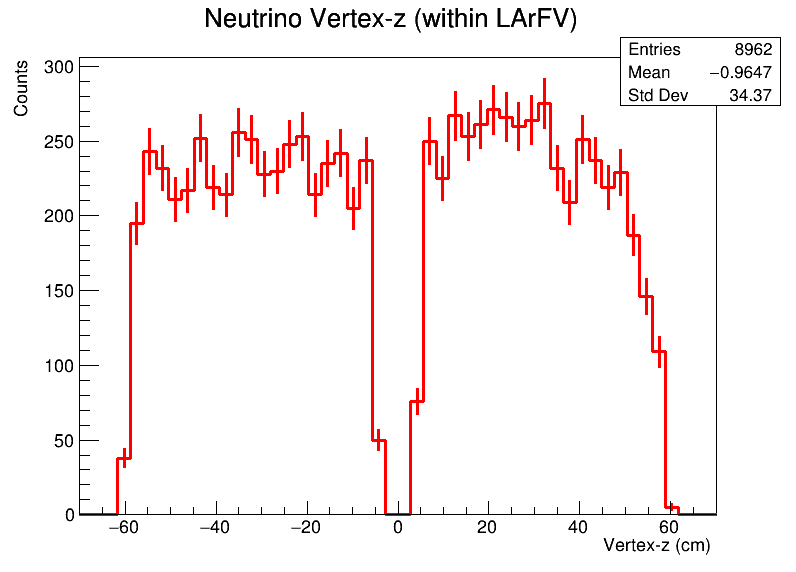 Neutrino Vertex-z (within LArFV)
Entries 8962
Mean −0.9647
Std Dev 34.37
Counts
300
250
200
150
100
50
0
−60 −40 −20 0 20 40 60
Vertex-z (cm)